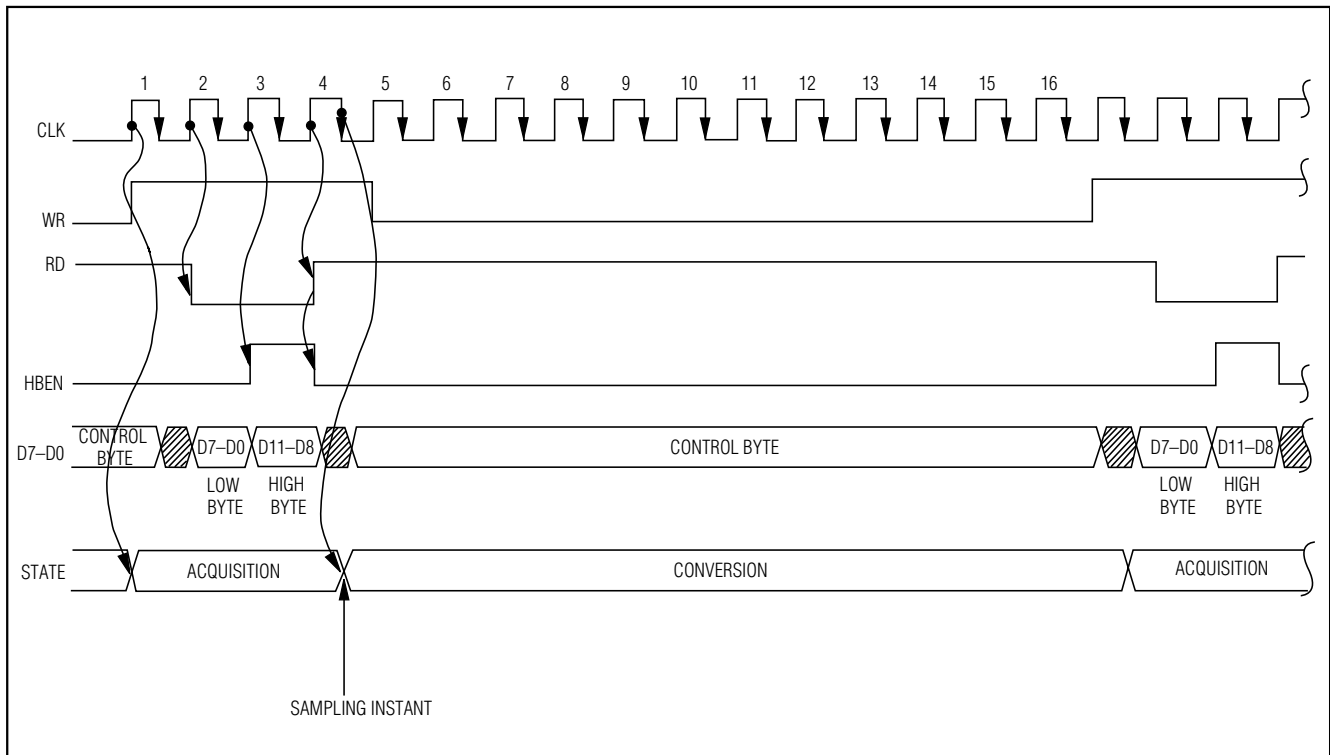 1 2 3 4 5 6 7 8 9 10 11 12 13 14 15 16
CLK
WR
RD
HBEN
D7–D0
CONTROL
BYTE
D7–D0
D11–D8
CONTROL BYTE
D7–D0
D11–D8
LOW
BYTE
HIGH
BYTE
LOW
BYTE
HIGH
BYTE
STATE
ACQUISITION
CONVERSION
ACQUISITION
SAMPLING INSTANT